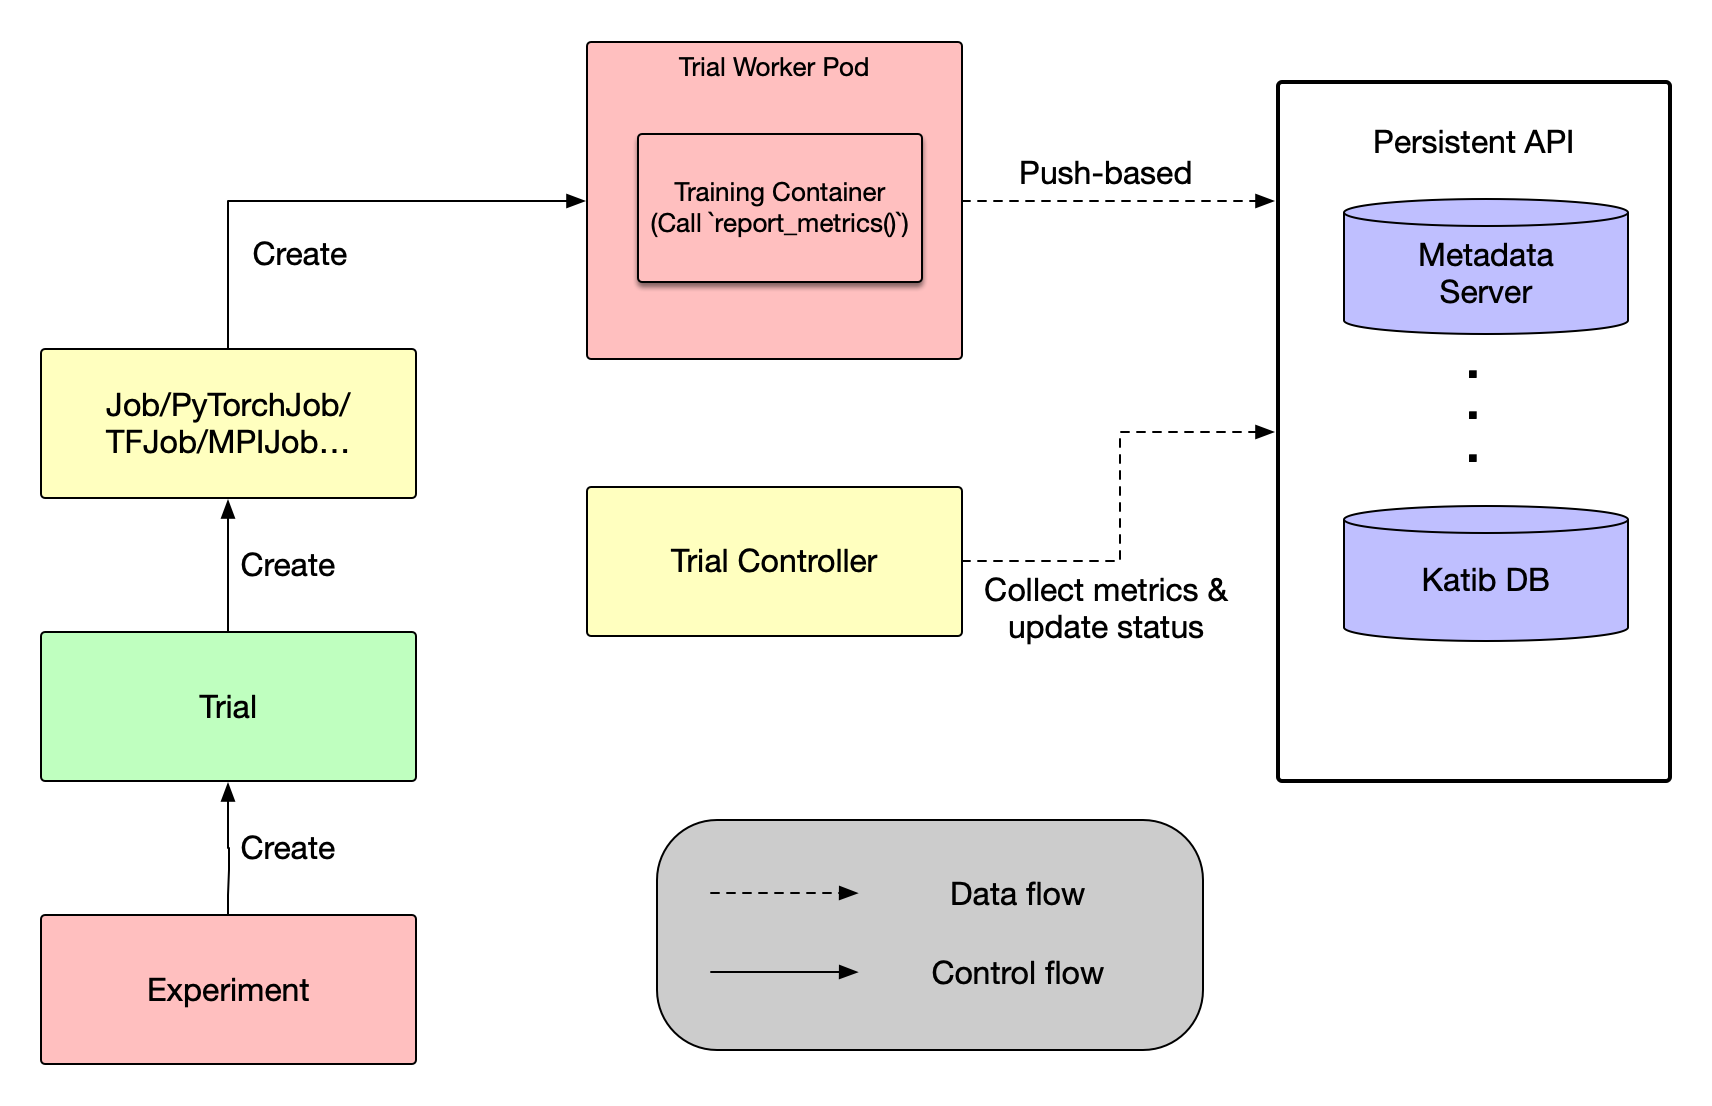 Trial Worker Pod
Training Container
(Call `report_metrics()`)
Push-based
Persistent API
Metadata
Server
Create
Job/PyTorchJob/
TFJob/MPIJob...
Trial Controller
Collect metrics &
update status
Katib DB
Create
Trial
Create
Experiment
Data flow
Control flow